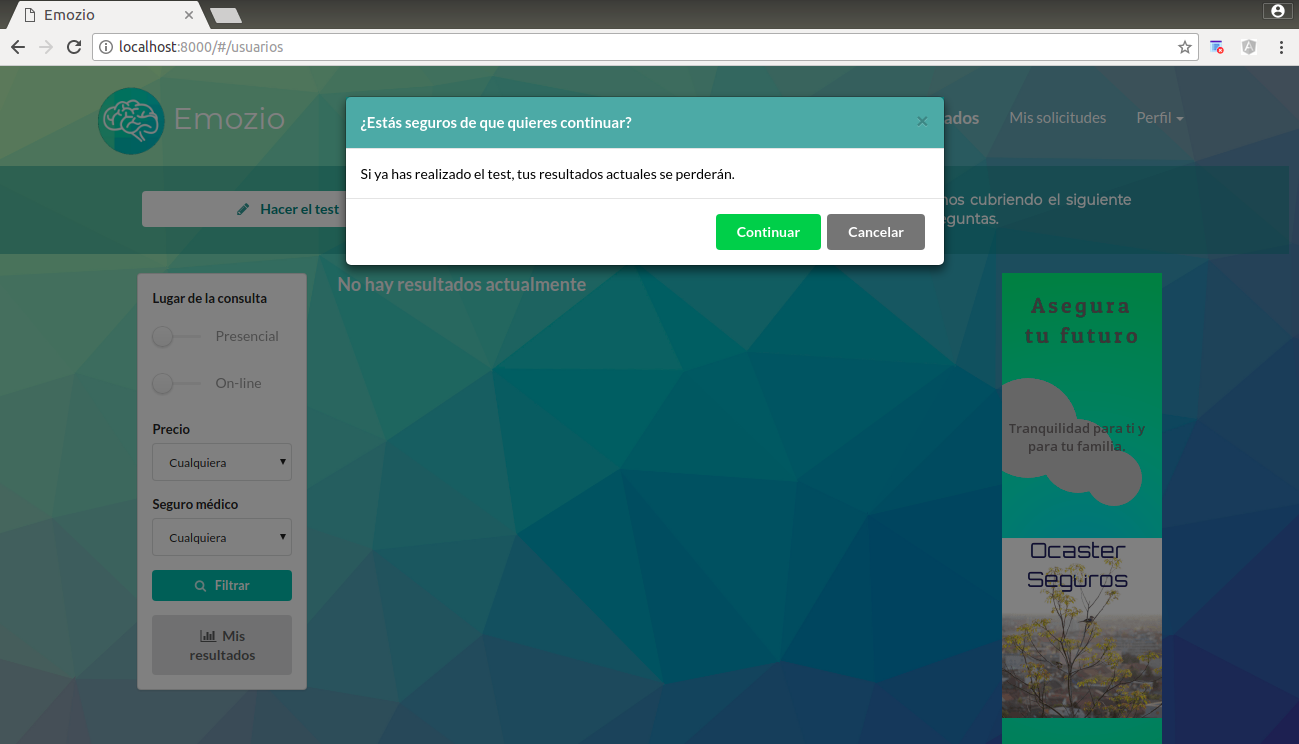 Emozio
localhost:8000/#/usuarios
Emozio
Mis solicitudes
Perfil
¿Estás seguros de que quieres continuar?
×
Si ya has realizado el test, tus resultados actuales se perderán.
Continuar
Cancelar
Hacer el test
cubriendo el siguiente
Lugar de la consulta
Presencial
On-line
Precio
Cualquiera
Seguro médico
Cualquiera
Filtrar
Mis
resultados
No hay resultados actualmente
Asegura
tu futuro
Tranquilidad para ti y
para tu familia.
Ocaster
Seguros